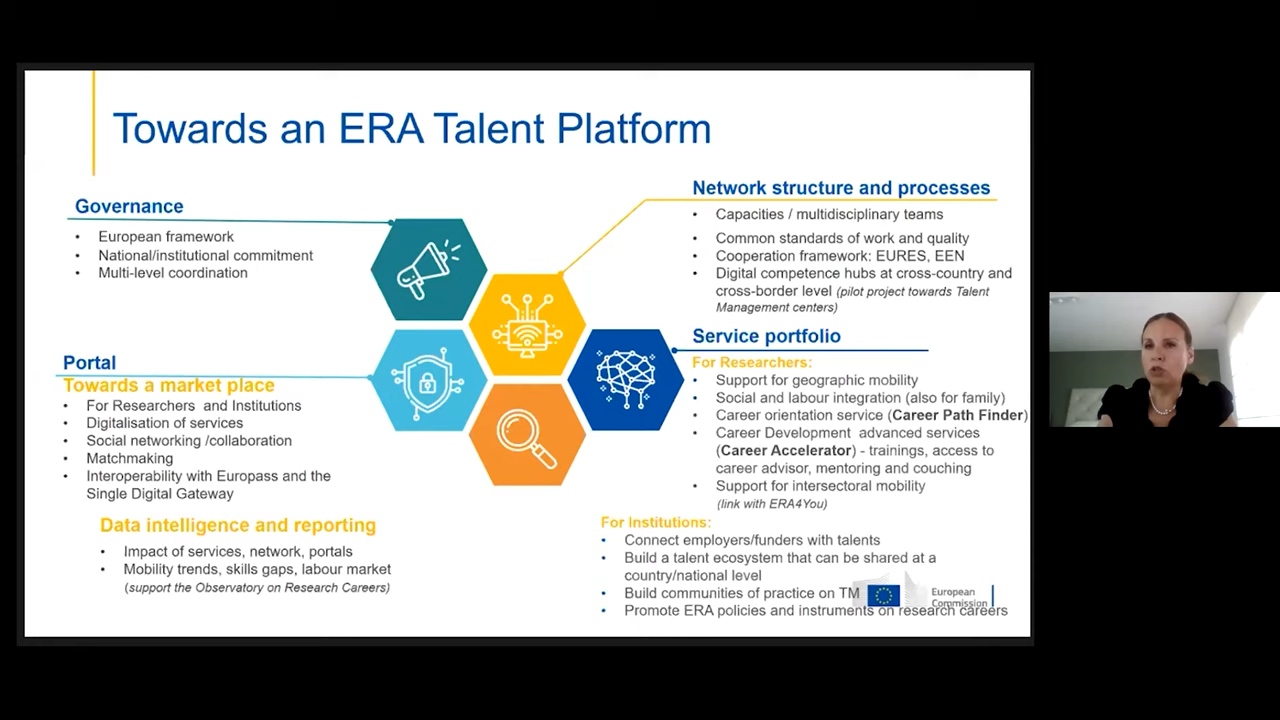 Towards an ERA Talent Platform
Governance
• European framework
• National/institutional commitment
• Multi-level coordination
Portal
Towards a market place
• For Researchers and Institutions
• Digitalisation of services
• Social networking /collaboration
• Matchmaking
• Interoperability with Europass and the
Single Digital Gateway
Data intelligence and reporting
• Impact of services, network, portals
• Mobility trends, skills gaps, labour market
(support the Observatory on Research Careers)
Network structure and processes
• Capacities / multidisciplinary teams
• Common standards of work and quality
• Cooperation framework: EURES, EEN
• Digital competence hubs at cross-country and
cross-border level (pilot project towards Talent
Management centers)
Service portfolio
For Researchers:
• Support for geographic mobility
• Social and labour integration (also for family)
• Career orientation service (Career Path Finder)
• Career Development advanced services
(Career Accelerator) - trainings, access to
career advisor, mentoring and couching
• Support for intersectoral mobility
(link with ERA4You)
For Institutions:
• Connect employers/funders with talents
• Build a talent ecosystem that can be shared at a
country/national level
• Build communities of practice on TM
• Promote ERA policies and instruments on research careers
European
Commission